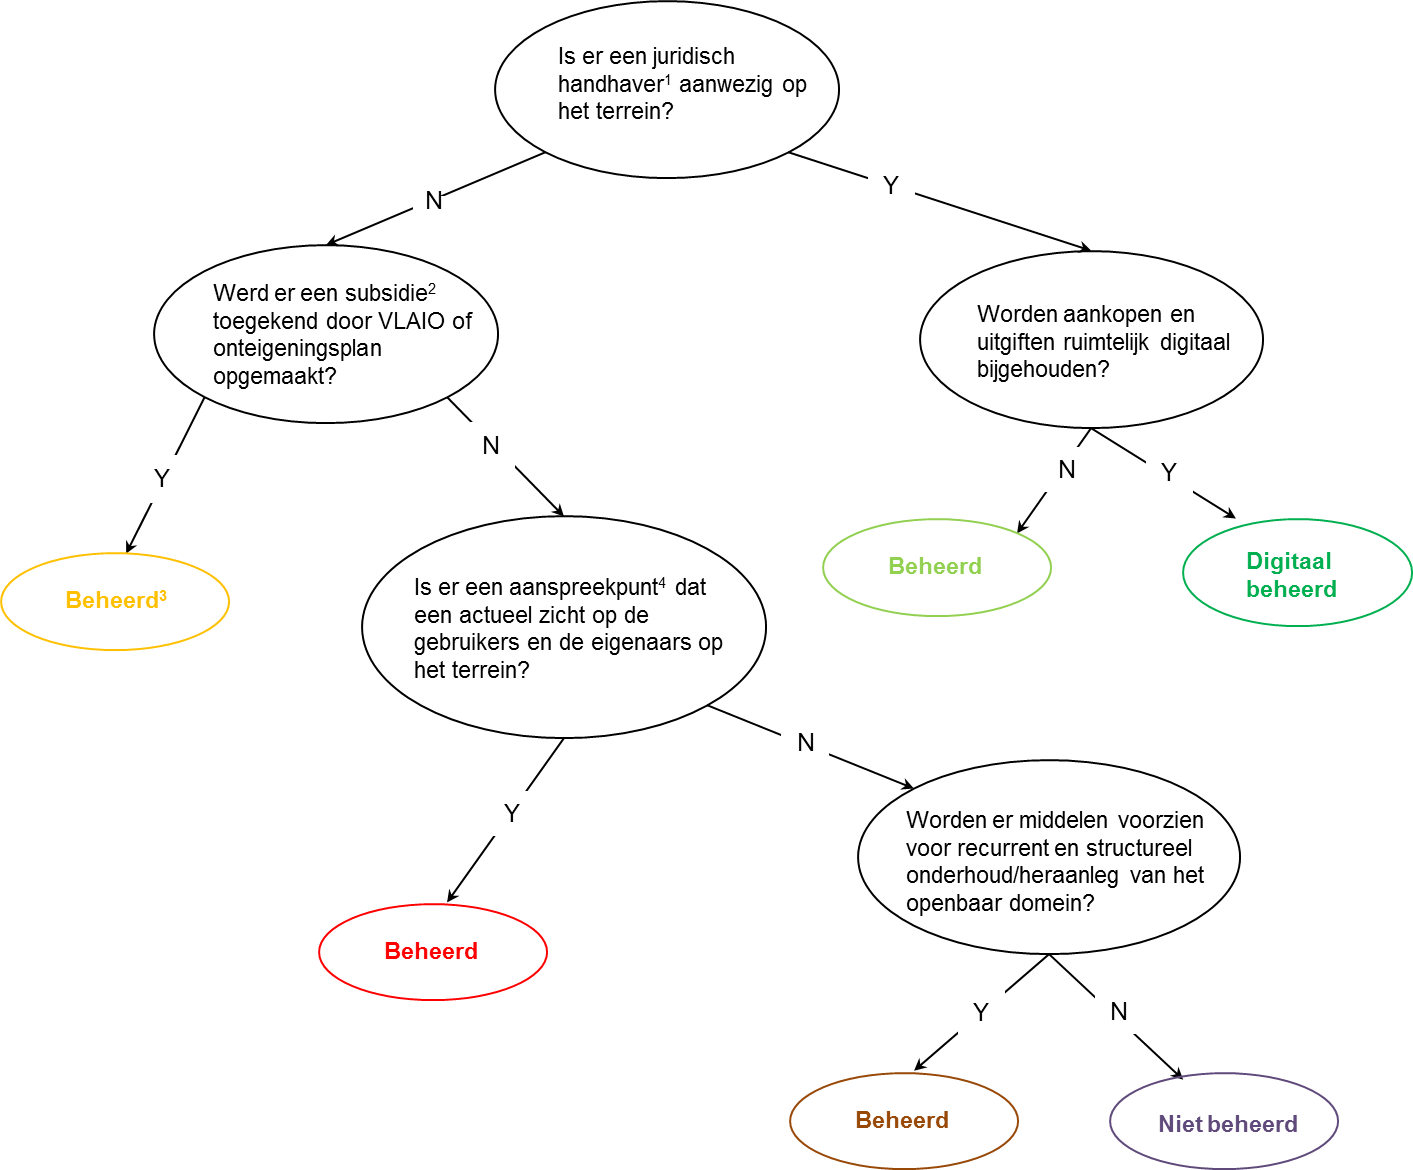 Is er een juridisch
handhaver¹ aanwezig op
het terrein?
N
Y
Werd er een subsidie²
toegekend door VLAIO of
onteigeningsplan
opgemaakt?
Worden aankopen en
uitgiften ruimtelijk digitaal
bijgehouden?
Y
N
N
Y
Beheerd³
Is er een aanspreekpunt⁴ dat
een actueel zicht op de
gebruikers en de eigenaars op
het terrein?
Beheerd
Digitaal
beheerd
Y
N
Beheerd
Worden er middelen voorzien
voor recurrent en structureel
onderhoud/heraanleg van het
openbaar domein?
Y
N
Beheerd
Niet beheerd